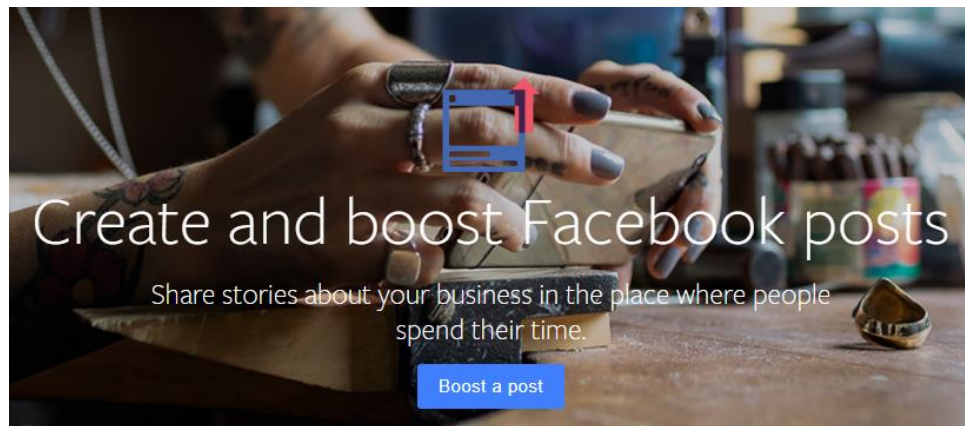 Create and boost Facebook posts
Share stories about your business in the place where people
spend their time.
Boost a post